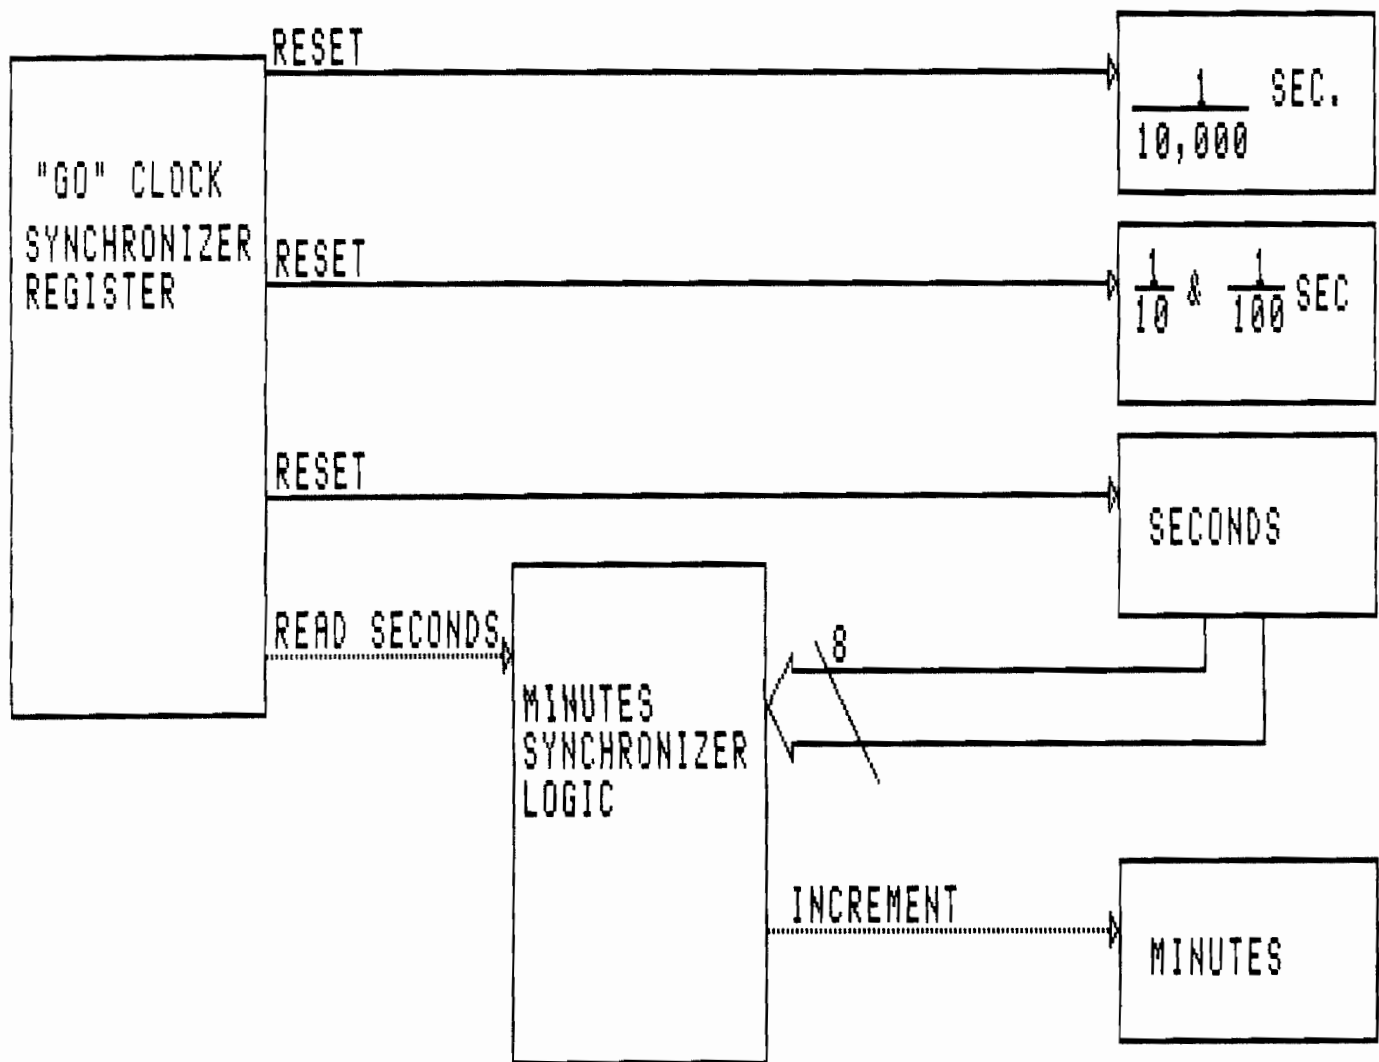 RESET
1
SEC.
10,000
"GO" CLOCK
SYNCHRONIZER
REGISTER
RESET
1 & 1 SEC
10 100
RESET
SECONDS
READ SECONDS
8
MINUTES
SYNCHRONIZER
LOGIC
INCREMENT
MINUTES